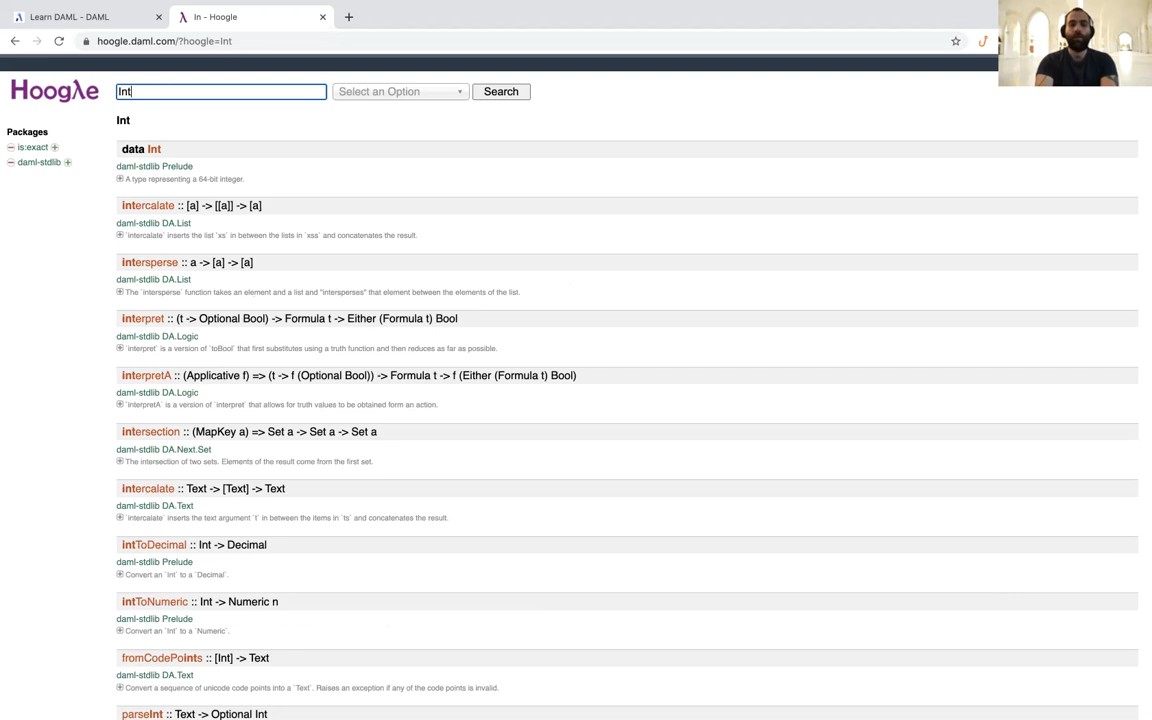 Learn DAML - DAML
In - Hoogle
hoogle.daml.com/?hoogle=Int
Hoogλe
Int
Select an Option
Search
Packages
is:exact
daml-stdlib
Int
data Int
daml-stdlib Prelude
A type representing a 64-bit integer.
intercalate :: [a] -> [[a]] -> [a]
daml-stdlib DA.List
`intercalate` inserts the list `xs` in between the lists in `xss` and concatenates the result.
intersperse :: a -> [a] -> [a]
daml-stdlib DA.List
The `intersperse` function takes an element and a list and "intersperses" that element between the elements of the list.
interpret :: (t -> Optional Bool) -> Formula t -> Either (Formula t) Bool
daml-stdlib DA.Logic
`interpret` is a version of `toBool` that first substitutes using a truth function and then reduces as far as possible.
interpretA :: (Applicative f) => (t -> f (Optional Bool)) -> Formula t -> f (Either (Formula t) Bool)
daml-stdlib DA.Logic
`interpretA` is a version of `interpret` that allows for truth values to be obtained form an action.
intersection :: (MapKey a) => Set a -> Set a -> Set a
daml-stdlib DA.Next.Set
The intersection of two sets. Elements of the result come from the first set.
intercalate :: Text -> [Text] -> Text
daml-stdlib DA.Text
`intercalate` inserts the text argument `t` in between the items in `ts` and concatenates the result.
intToDecimal :: Int -> Decimal
daml-stdlib Prelude
Convert an `Int` to a `Decimal`.
intToNumeric :: Int -> Numeric n
daml-stdlib Prelude
Convert an `Int` to a `Numeric`.
fromCodePoints :: [Int] -> Text
daml-stdlib DA.Text
Convert a sequence of unicode code points into a `Text`. Raises an exception if any of the code points is invalid.
parseInt :: Text -> Optional Int